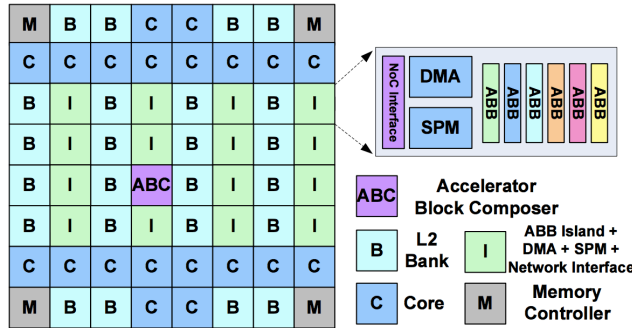 M B B C C B B M
C C C C C C C C
B I B I B I B I
B I B I B I B I
B I B ABC B I B I
B I B I B I B I
C C C C C C C C
M B B C C B B M
NoC Interface
DMA
SPM
ABB ABB ABB ABB ABB ABB
ABC
Accelerator
Block Composer
B
L2
Bank
I
ABB Island +
DMA + SPM +
Network Interface
C
Core
M
Memory
Controller